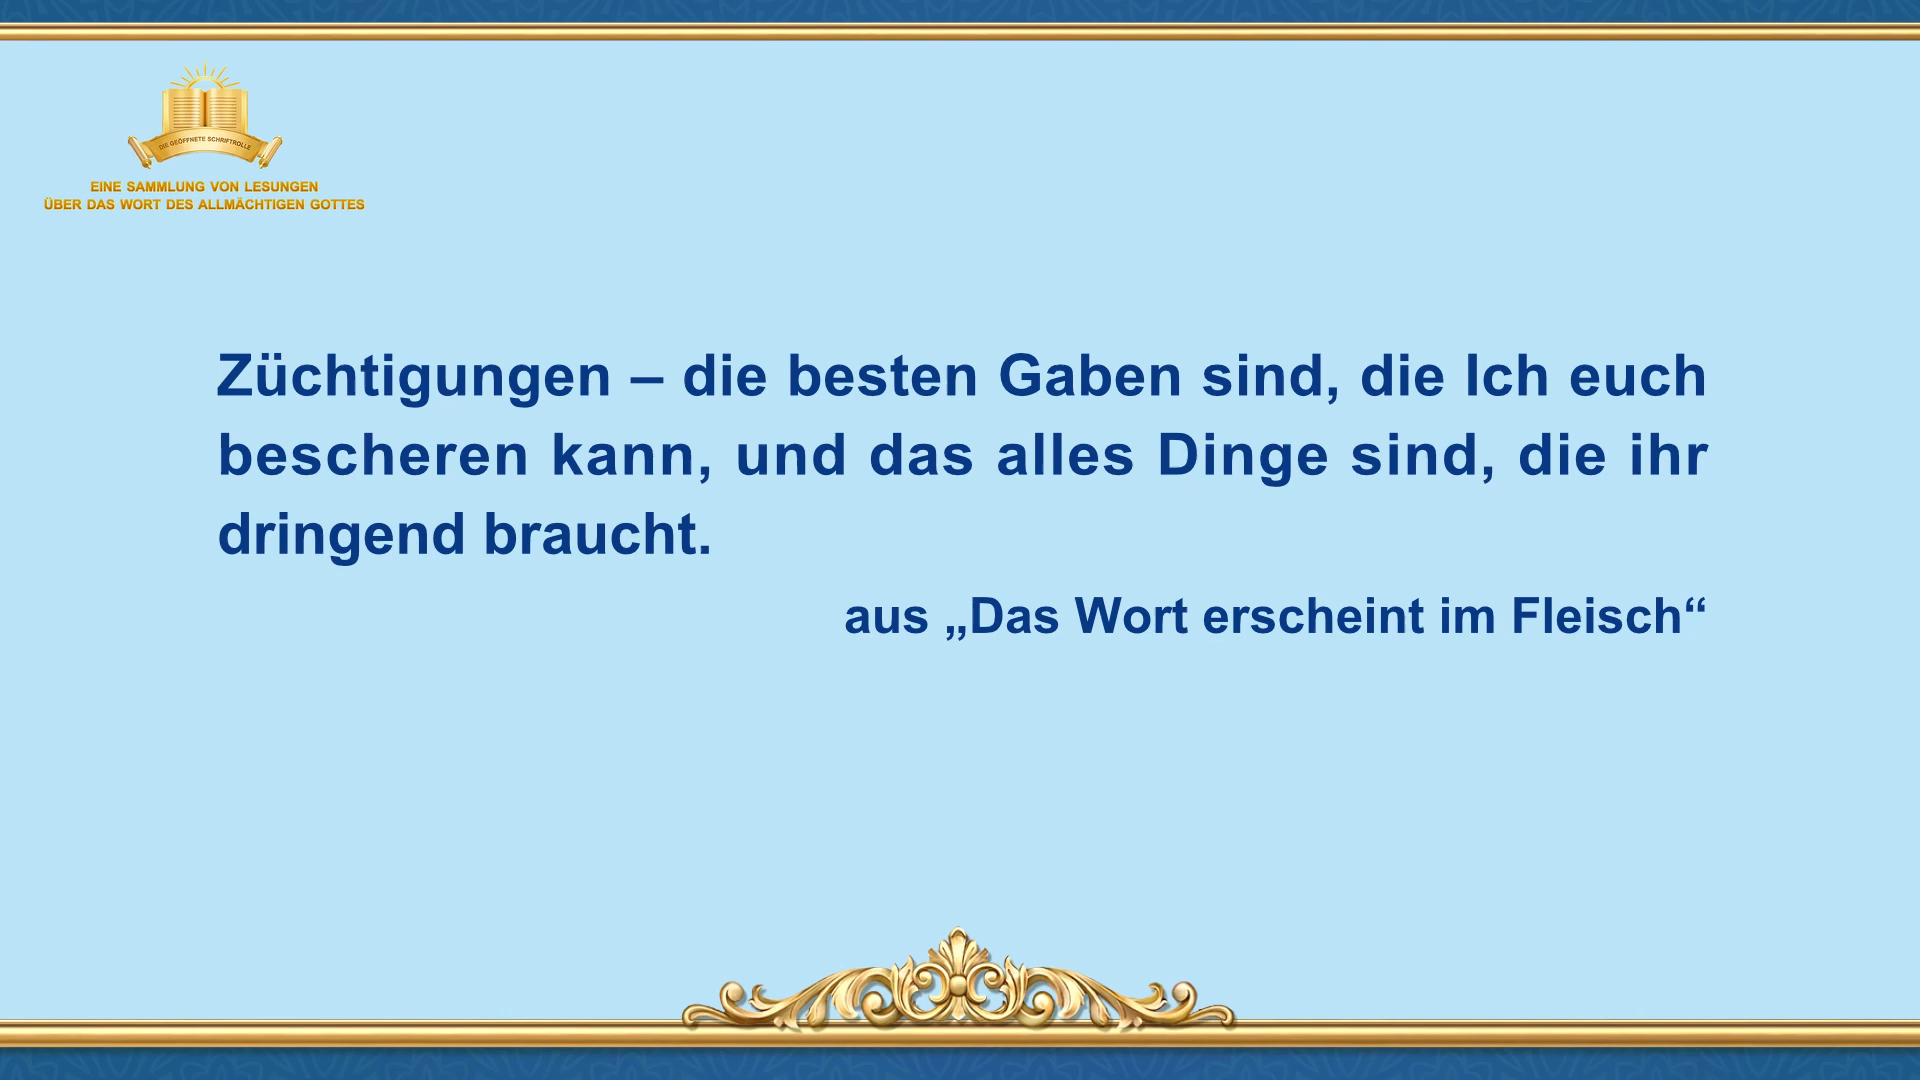 DIE GEÖFFNETE SCHRIFTROLLE
EINE SAMMLUNG VON LESUNGEN
ÜBER DAS WORT DES ALLMÄCHTIGEN GOTTES
Züchtigungen – die besten Gaben sind, die Ich euch
bescheren kann, und das alles Dinge sind, die ihr
dringend braucht.
aus „Das Wort erscheint im Fleisch“